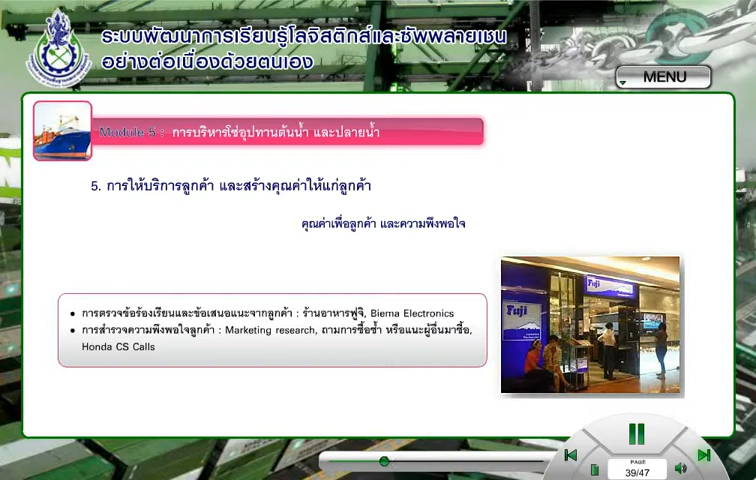 ระบบพัฒนาการเรียนรู้โลจิสติกส์และซัพพลายเชน
อย่างต่อเนื่องด้วยตนเอง
MENU
Module 5 : การบริหารโซ่อุปทานต้นน้ำ และปลายน้ำ
5. การให้บริการลูกค้า และสร้างคุณค่าให้แก่ลูกค้า
คุณค่าเพื่อลูกค้า และความพึงพอใจ
• การตรวจข้อร้องเรียนและข้อเสนอแนะจากลูกค้า : ร้านอาหารฟูจิ, Bierna Electronics
• การสำรวจความพึงพอใจลูกค้า : Marketing research, ถามการซื้อซ้ำ หรือแนะผู้อื่นมาซื้อ,
Honda CS Calls
Fuji
Fuji
PAGE
39/47